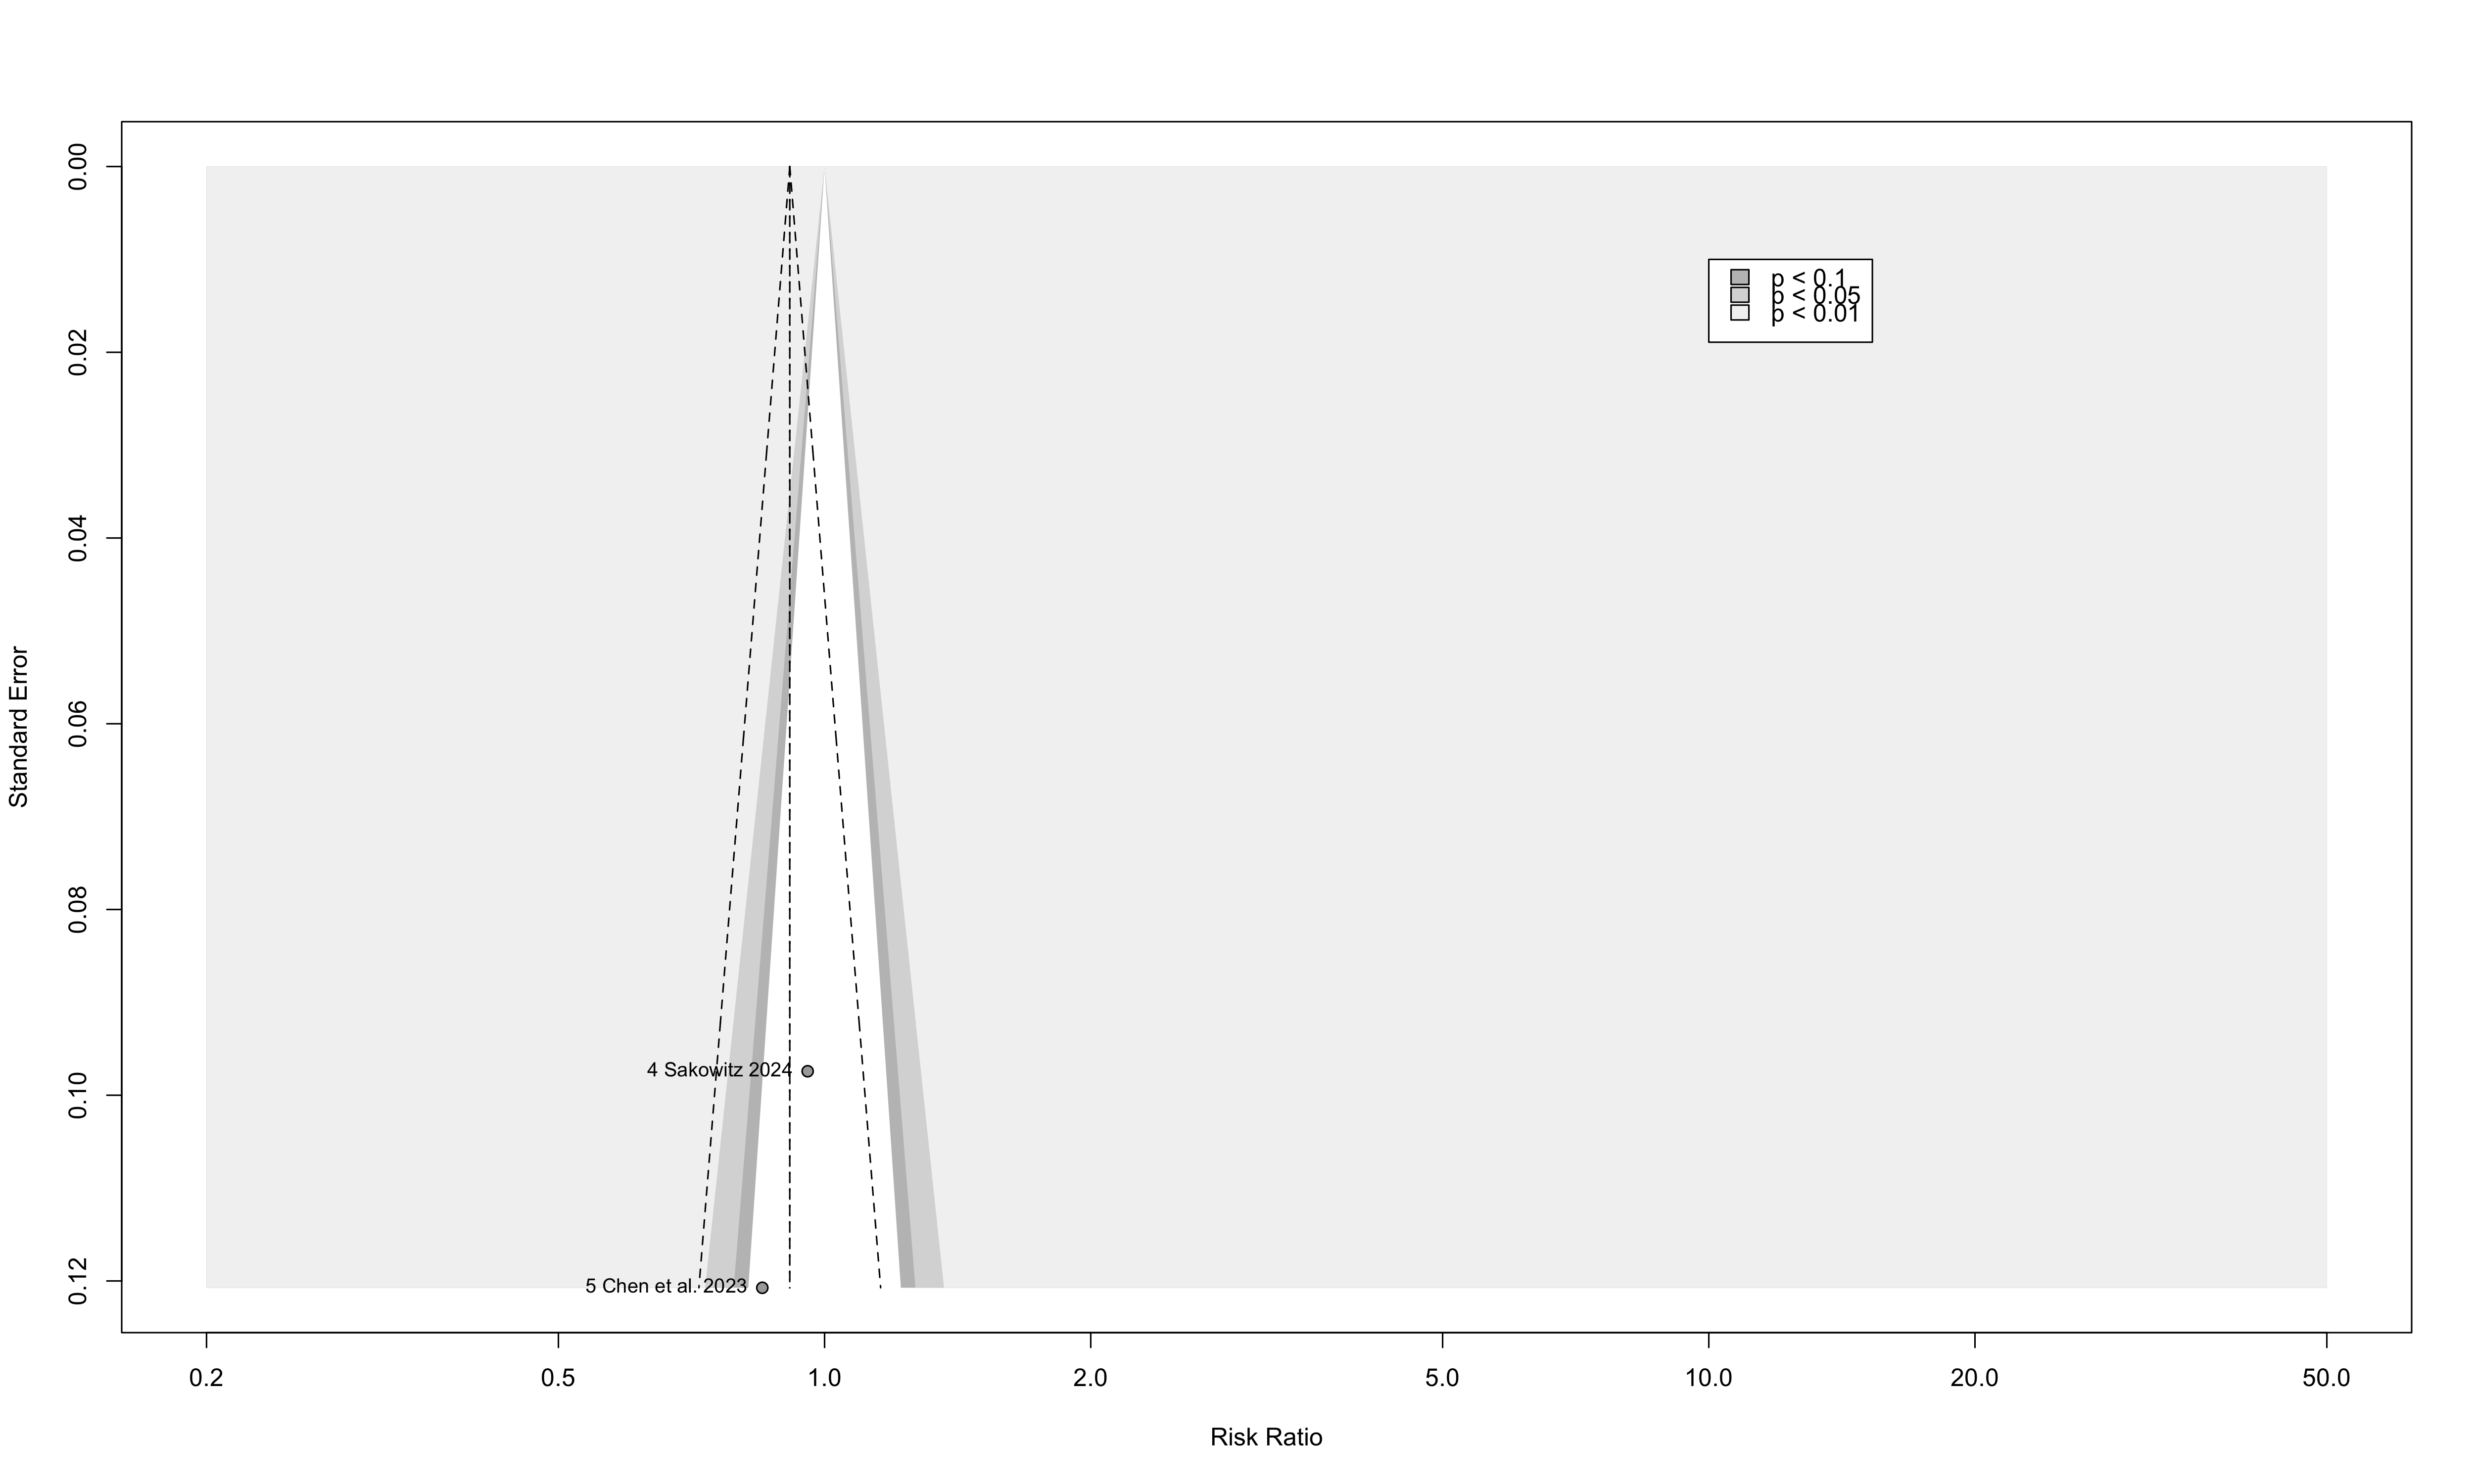 0.00
0.02
0.04
0.06
0.08
0.10
0.12
Standard Error
p < 0.1
p < 0.05
p < 0.01
4 Sakowitz 2024
5 Chen et al. 2023
0.2 0.5 1.0 2.0 5.0 10.0 20.0 50.0
Risk Ratio